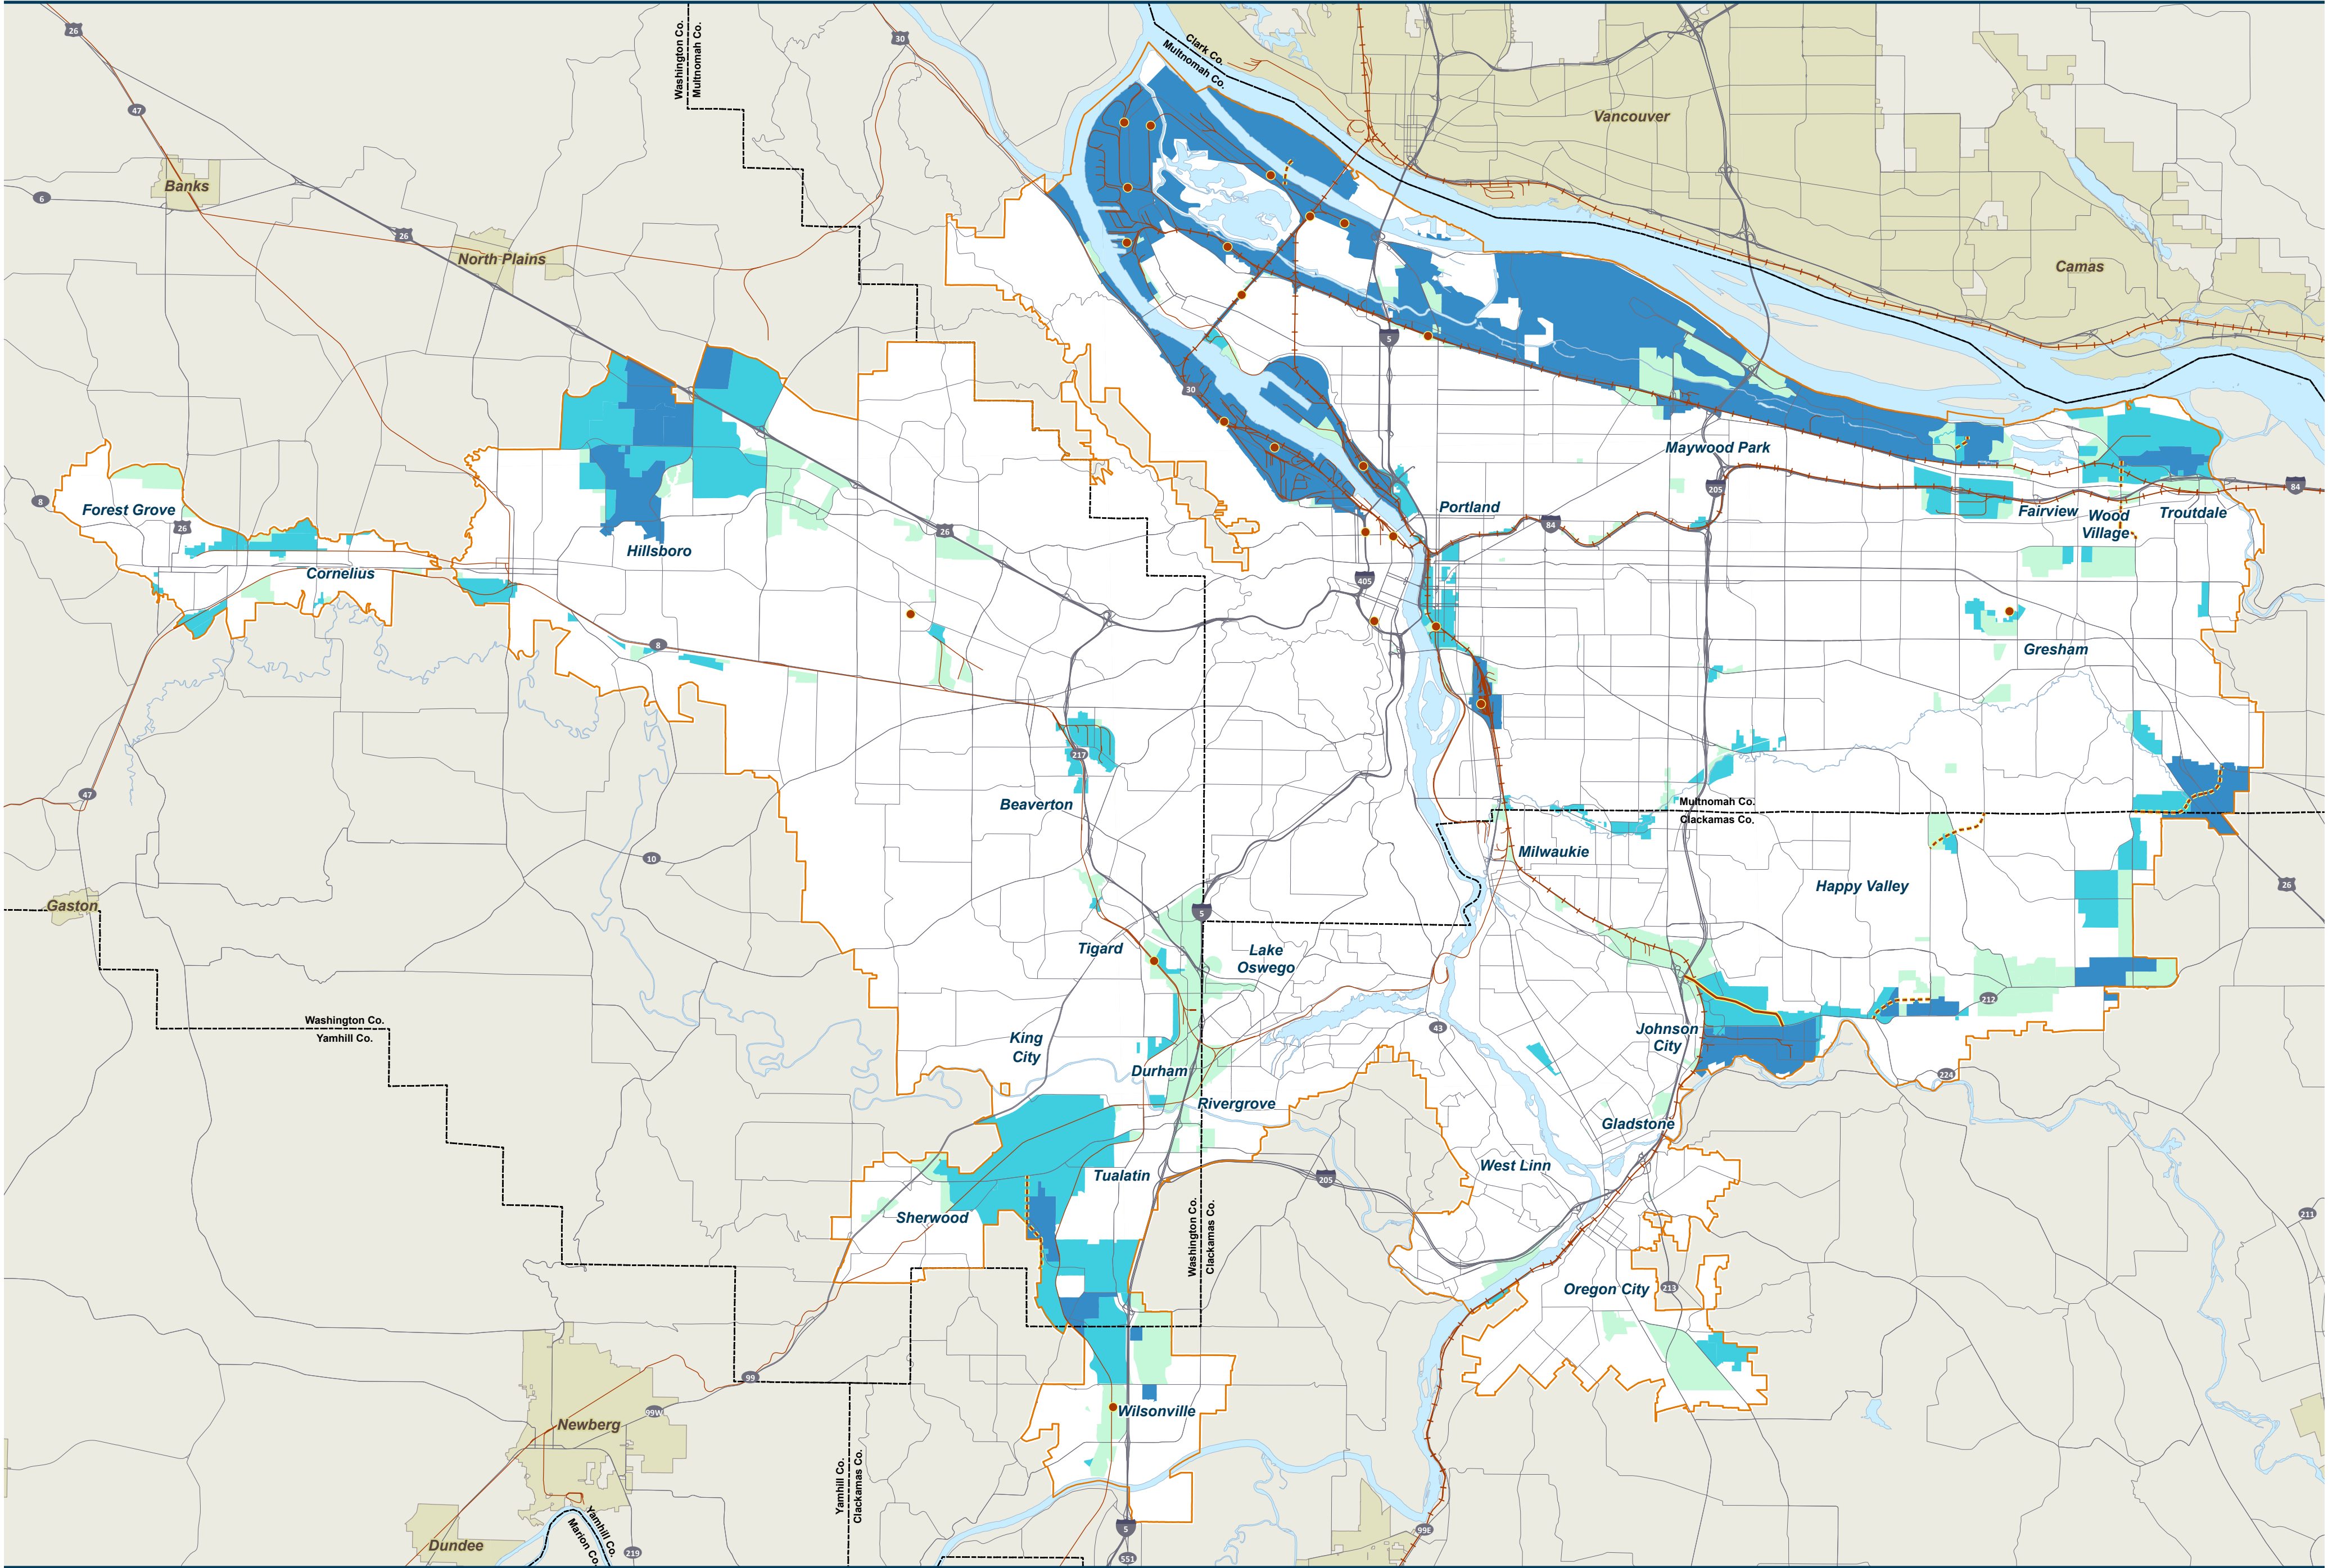 26
Washington Co.
Multnomah Co.
30
Clark Co.
Multnomah Co.
47
Vancouver
Banks
6
26
North Plains
Camas
5
30
Maywood Park
205
84
Forest Grove
8
26
Hillsboro
26
Portland
84
Fairview
Wood
Village
Troutdale
Cornelius
405
8
Gresham
217
47
Beaverton
Multnomah Co.
Clackamas Co.
10
Milwaukie
Happy Valley
26
Gaston
5
Tigard
Lake
Oswego
212
Washington Co.
Yamhill Co.
King
City
43
Johnson
City
Durham
224
Rivergrove
Gladstone
West Linn
Tualatin
205
211
Sherwood
Washington Co.
Clackamas Co.
Oregon City
213
99
Newberg
99W
Wilsonville
Yamhill Co.
Clackamas Co.
Yamhill Co.
Marion Co.
Dundee
219
5
99E
551